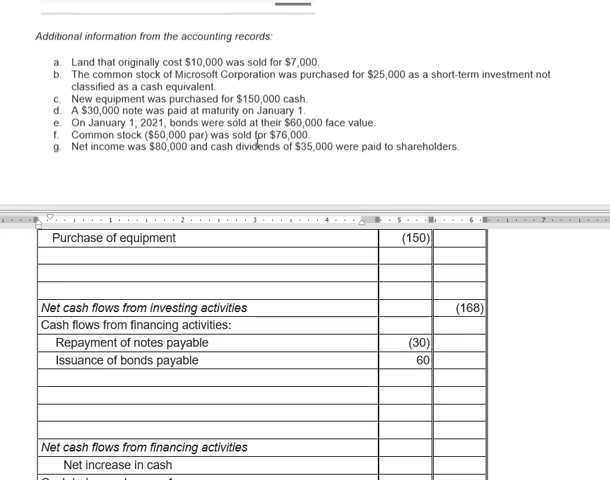 Additional information from the accounting records:
a. Land that originally cost $10,000 was sold for $7,000.
b. The common stock of Microsoft Corporation was purchased for $25,000 as a short-term investment not
classified as a cash equivalent.
c. New equipment was purchased for $150,000 cash.
d. A $30,000 note was paid at maturity on January 1.
e. On January 1, 2021, bonds were sold at their $60,000 face value.
f. Common stock ($50,000 par) was sold for $76,000.
g. Net income was $80,000 and cash dividends of $35,000 were paid to shareholders.
1 2 3 4 5 6 7
Purchase of equipment (150)
Net cash flows from investing activities (168)
Cash flows from financing activities:
Repayment of notes payable (30)
Issuance of bonds payable 60
Net cash flows from financing activities
Net increase in cash